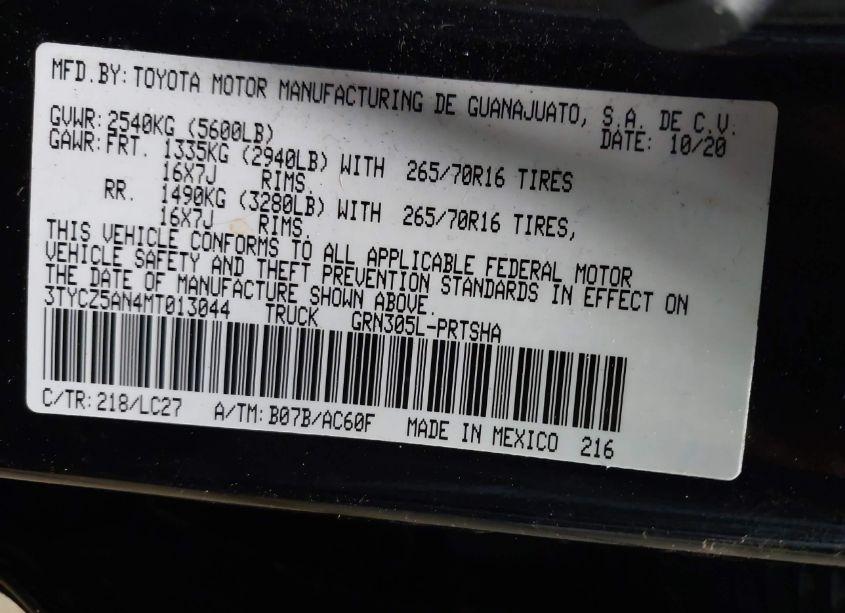 MFD.BY: TOYOTA MOTOR MANUFACTURING DE GUANAJUATO, S.A. DE C.V.
GVWR: 2540KG (5600LB) DATE: 10/20
GAWR: FRT. 1335KG (2940LB) WITH 265/70R16 TIRES
16X7J RIMS.
RR. 1490KG (3280LB) WITH 265/70R16 TIRES,
16X7J RIMS.
THIS VEHICLE CONFORMS TO ALL APPLICABLE FEDERAL MOTOR
VEHICLE SAFETY AND THEFT PREVENTION STANDARDS IN EFFECT ON
THE DATE OF MANUFACTURE SHOWN ABOVE.
3TYCZ5AN4MT013044 TRUCK GRN305L-PRTSHA
C/TR: 218/LC27 A/TM: B07B/AC60F MADE IN MEXICO 216